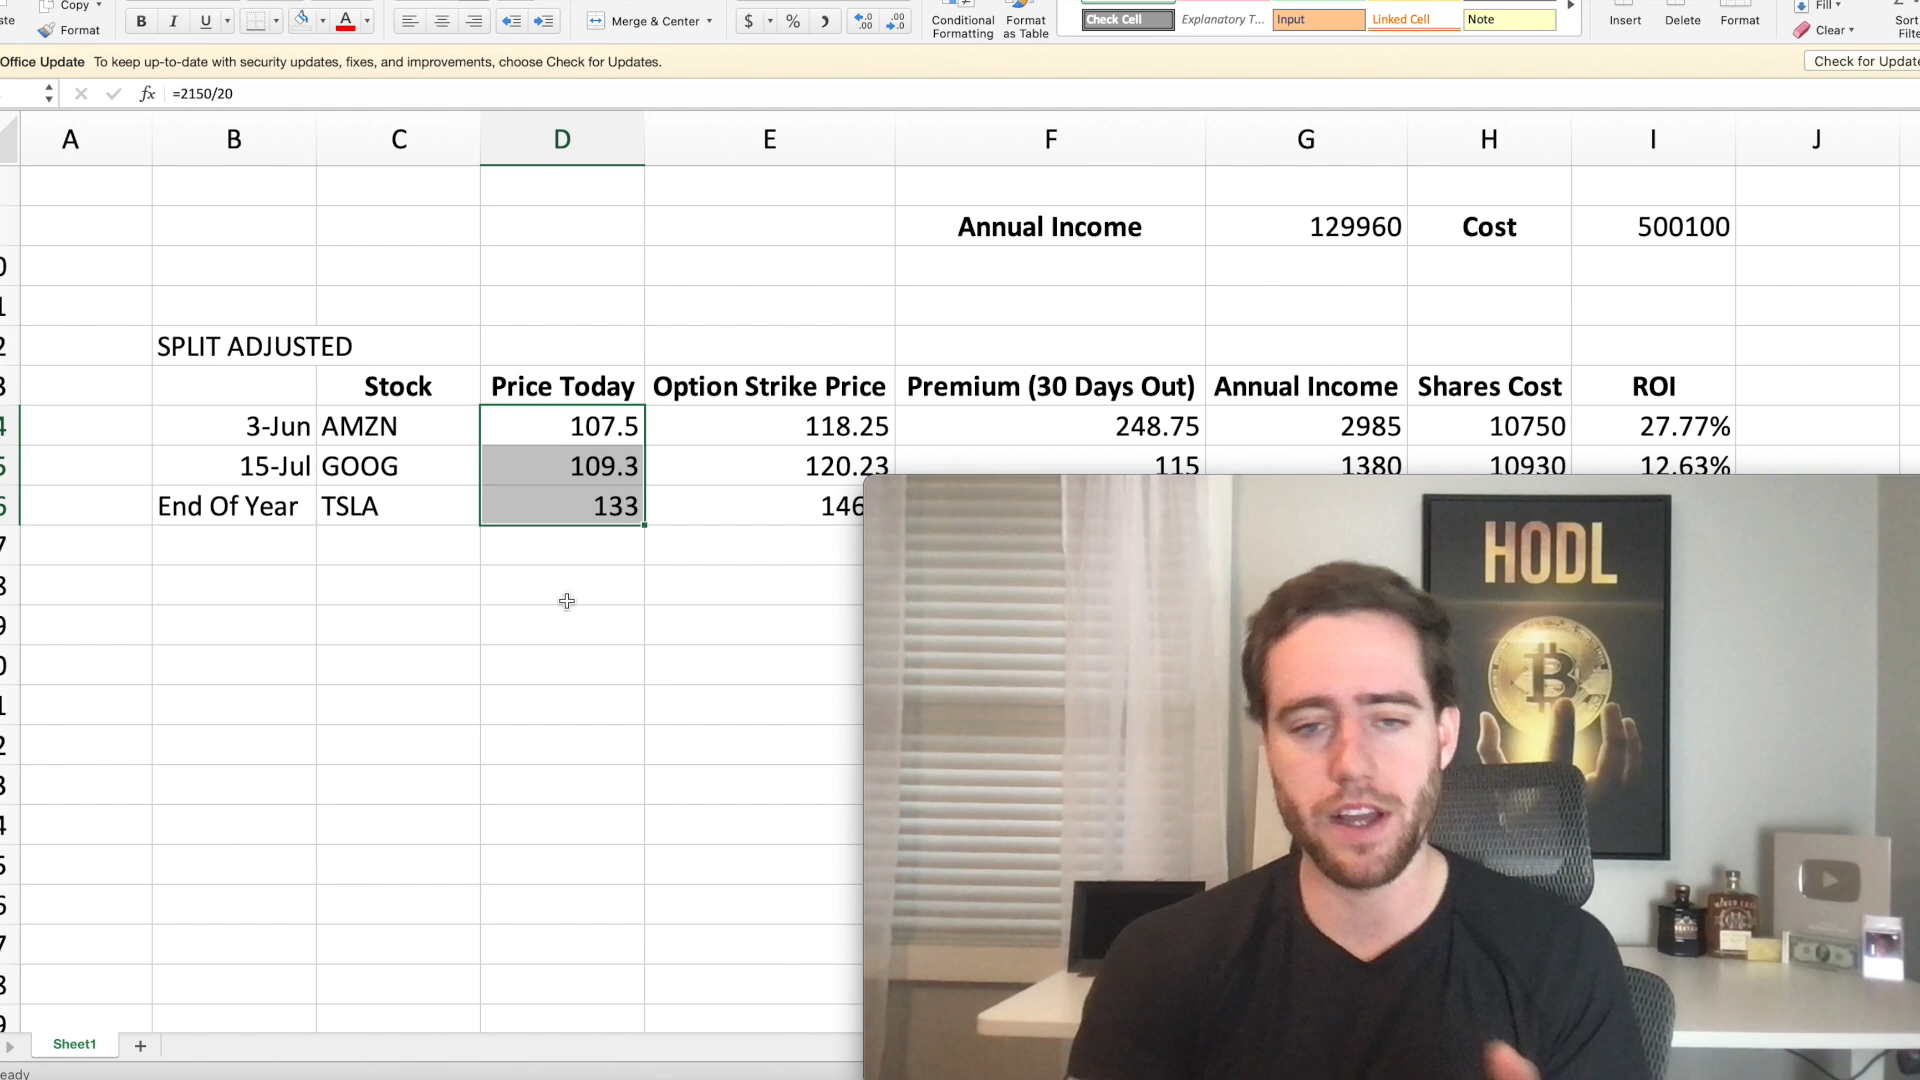 Copy
Format
B I U
A
Merge & Center
$ %
Conditional
Formatting
Format
as Table
Check Cell
Explanatory T...
Input
Linked Cell
Note
Insert
Delete
Format
Fill
Clear
Sort
Office Update To keep up-to-date with security updates, fixes, and improvements, choose Check for Updates.
fx =2150/20
A B C D E F G H I J
Annual Income 129960 Cost 500100
SPLIT ADJUSTED
Stock Price Today Option Strike Price Premium (30 Days Out) Annual Income Shares Cost ROI
3-Jun AMZN 107.5 118.25 248.75 2985 10750 27.77%
15-Jul GOOG 109.3 120.23 115 1380 10930 12.63%
End Of Year TSLA 133 146
HODL
B
Sheet1